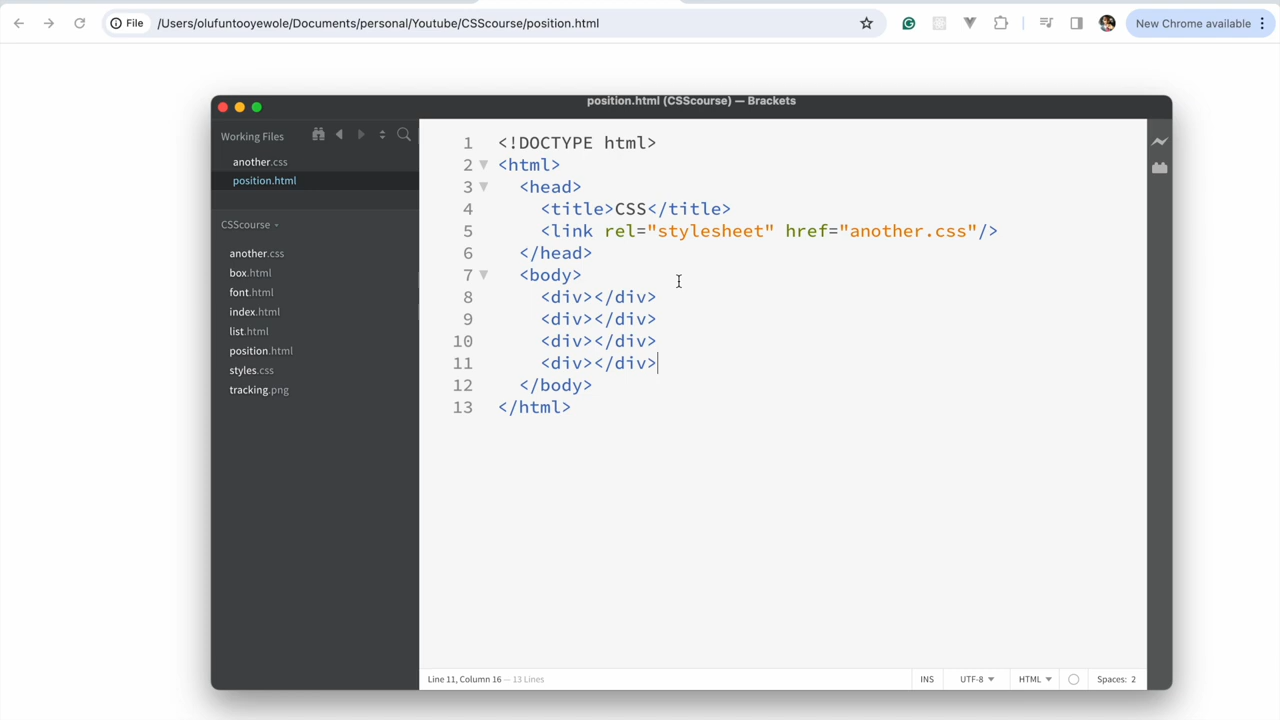 File /Users/olufuntooyewole/Documents/personal/Youtube/CSScourse/position.html
New Chrome available
position.html (CSScourse) — Brackets
Working Files
another.css
position.html
CSScourse
another.css
box.html
font.html
index.html
list.html
position.html
styles.css
tracking.png
1 <!DOCTYPE html>
2 <html>
3 <head>
4 <title>CSS</title>
5 <link rel="stylesheet" href="another.css"/>
6 </head>
7 <body>
8 <div></div>
9 <div></div>
10 <div></div>
11 <div></div>
12 </body>
13 </html>
Line 11, Column 16 — 13 Lines
INS UTF-8 HTML Spaces: 2